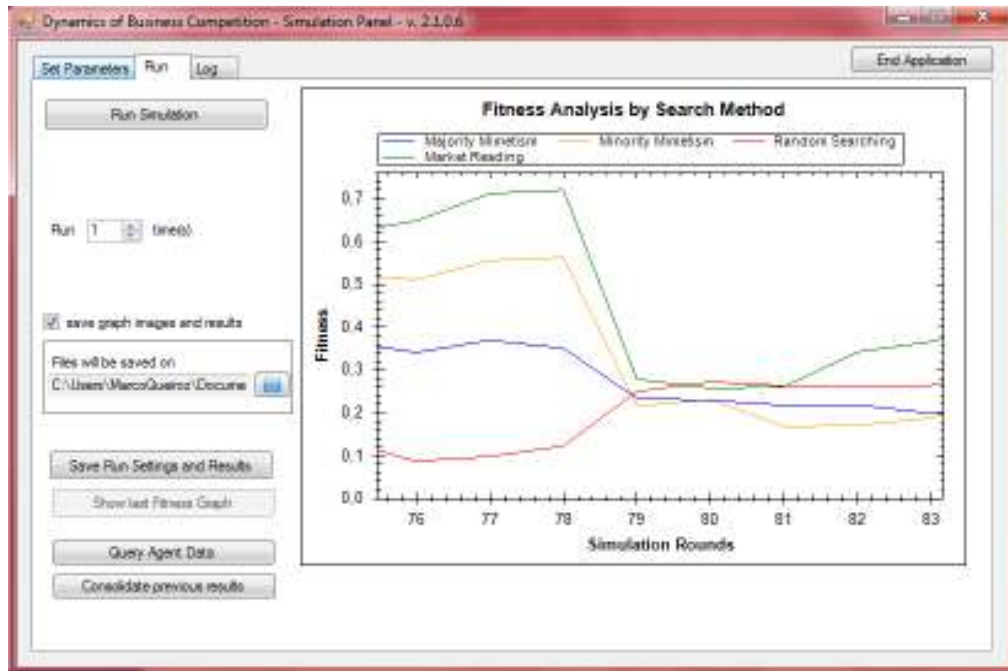 Dynamics of Business Competition - Simulation Panel - v. 2.1.0.6
End Application
Set Parameters Run Log
Run Simulation
Run 1 time(s)
save graph images and results
Files will be saved on
C:\Users\MarcoQueiroz\Docume
Save Run Settings and Results
Show last Fitness Graph
Query Agent Data
Consolidate previous results
Fitness Analysis by Search Method
Majority Mimetism Minority Mimetism Random Searching
Market Reading
Fitness
0.7
0.6
0.5
0.4
0.3
0.2
0.1
0.0
76 77 78 79 80 81 82 83
Simulation Rounds